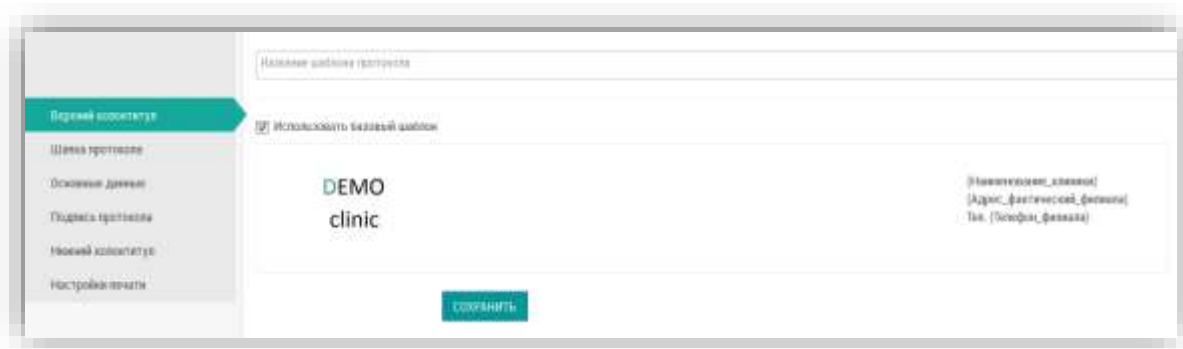 Название шаблона протокола
Верхний колонтитул
Шапка протокола
Основные данные
Подпись протокола
Нижний колонтитул
Настройки печати
Использовать базовый шаблон
DEMO
clinic
[Наименование_клиники]
[Адрес_фактический_филиала]
Тел. [Телефон_филиала]
СОХРАНИТЬ